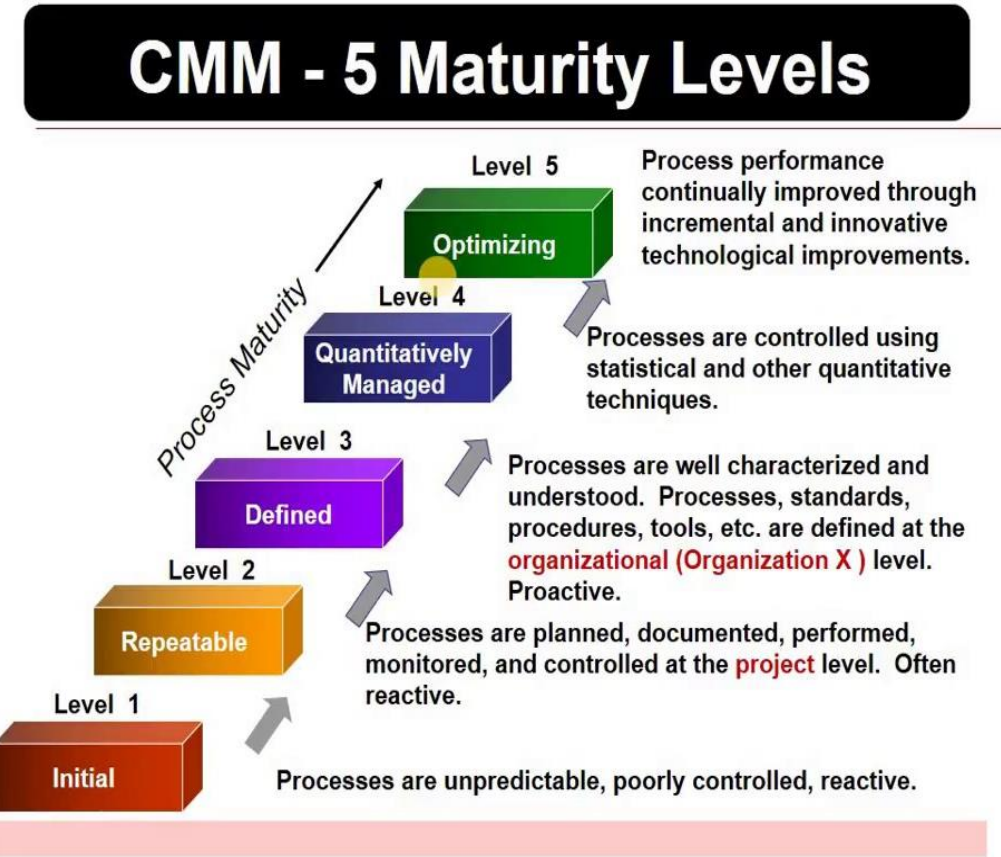 CMM - 5 Maturity Levels
Process Maturity
Level 5
Optimizing
Process performance
continually improved through
incremental and innovative
technological improvements.
Level 4
Quantitatively
Managed
Processes are controlled using
statistical and other quantitative
techniques.
Level 3
Defined
Processes are well characterized and
understood. Processes, standards,
procedures, tools, etc. are defined at the
organizational (Organization X ) level.
Proactive.
Level 2
Repeatable
Processes are planned, documented, performed,
monitored, and controlled at the project level. Often
reactive.
Level 1
Initial
Processes are unpredictable, poorly controlled, reactive.